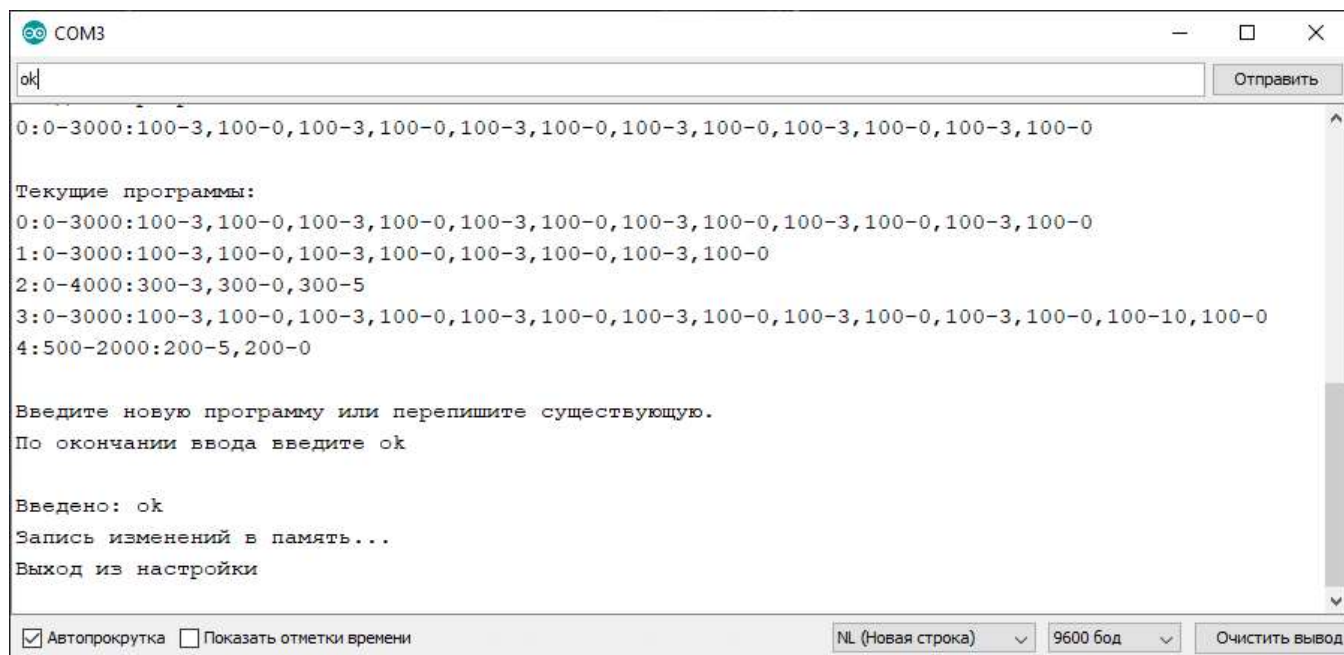 COM3
ok
Отправить
0:0-3000:100-3,100-0,100-3,100-0,100-3,100-0,100-3,100-0,100-3,100-0,100-3,100-0
Текущие программы:
0:0-3000:100-3,100-0,100-3,100-0,100-3,100-0,100-3,100-0,100-3,100-0,100-3,100-0
1:0-3000:100-3,100-0,100-3,100-0,100-3,100-0,100-3,100-0
2:0-4000:300-3,300-0,300-5
3:0-3000:100-3,100-0,100-3,100-0,100-3,100-0,100-3,100-0,100-3,100-0,100-3,100-0,100-10,100-0
4:500-2000:200-5,200-0
Введите новую программу или перепишите существующую.
По окончании ввода введите ok
Введено: ok
Запись изменений в память...
Выход из настройки
Автопрокрутка Показать отметки времени NL (Новая строка) 9600 бод Очистить вывод